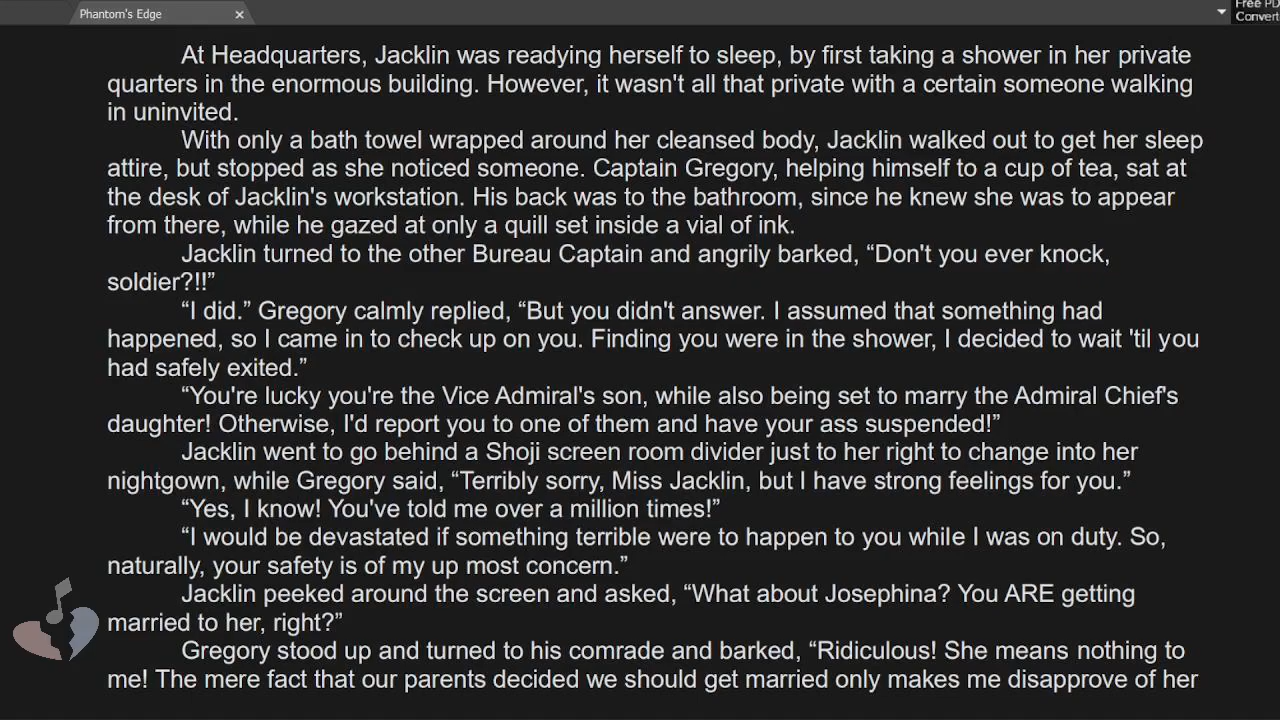 Phantom's Edge
Free PD
Convert
At Headquarters, Jacklin was readying herself to sleep, by first taking a shower in her private
quarters in the enormous building. However, it wasn't all that private with a certain someone walking
in uninvited.
With only a bath towel wrapped around her cleansed body, Jacklin walked out to get her sleep
attire, but stopped as she noticed someone. Captain Gregory, helping himself to a cup of tea, sat at
the desk of Jacklin's workstation. His back was to the bathroom, since he knew she was to appear
from there, while he gazed at only a quill set inside a vial of ink.
Jacklin turned to the other Bureau Captain and angrily barked, “Don't you ever knock,
soldier?!!”
“I did.” Gregory calmly replied, “But you didn't answer. I assumed that something had
happened, so I came in to check up on you. Finding you were in the shower, I decided to wait 'til you
had safely exited.”
“You're lucky you're the Vice Admiral's son, while also being set to marry the Admiral Chief's
daughter! Otherwise, I'd report you to one of them and have your ass suspended!”
Jacklin went to go behind a Shoji screen room divider just to her right to change into her
nightgown, while Gregory said, “Terribly sorry, Miss Jacklin, but I have strong feelings for you.”
“Yes, I know! You've told me over a million times!”
“I would be devastated if something terrible were to happen to you while I was on duty. So,
naturally, your safety is of my up most concern.”
Jacklin peeked around the screen and asked, “What about Josephina? You ARE getting
married to her, right?”
Gregory stood up and turned to his comrade and barked, “Ridiculous! She means nothing to
me! The mere fact that our parents decided we should get married only makes me disapprove of her